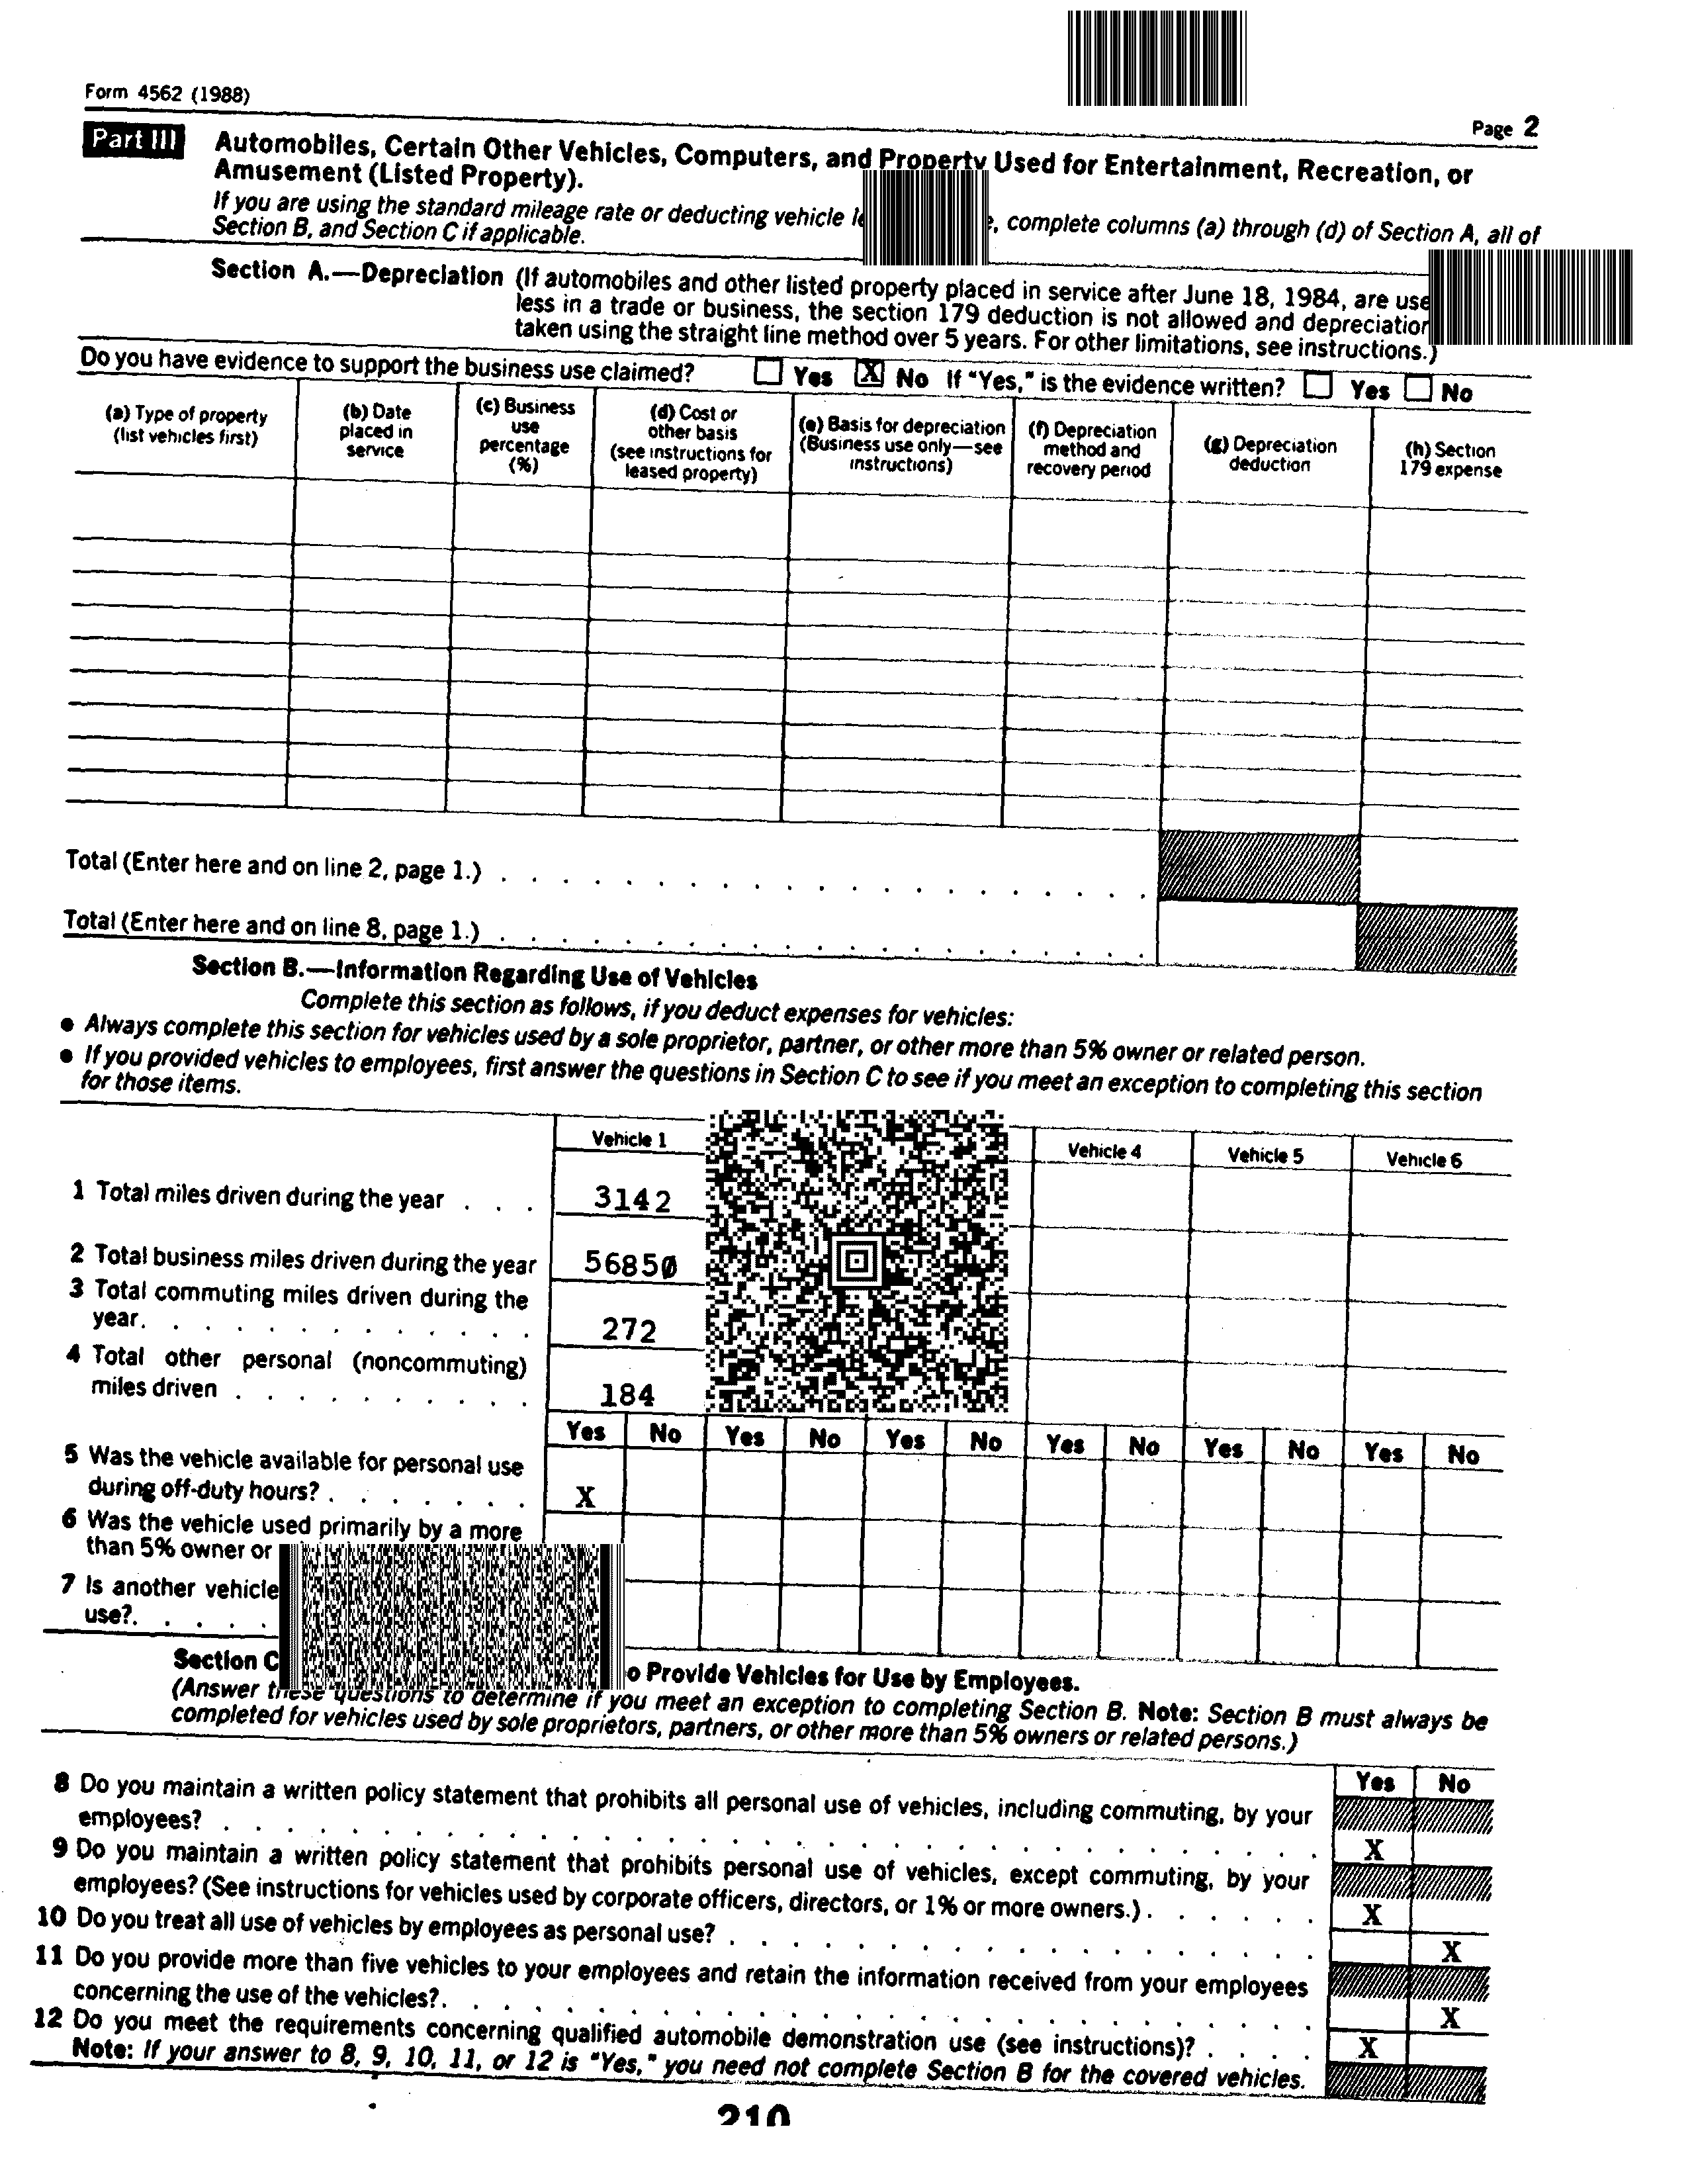 Form 4562 (1988)
Page 2
Part III Automobiles, Certain Other Vehicles, Computers, and Property Used for Entertainment, Recreation, or
Amusement (Listed Property).
If you are using the standard mileage rate or deducting vehicle , complete columns (a) through (d) of Section A, all of
Section B, and Section C if applicable.
Section A.—Depreciation (If automobiles and other listed property placed in service after June 18, 1984, are
less in a trade or business, the section 179 deduction is not allowed and
taken using the straight line method over 5 years. For other limitations, see instructions.)
Do you have evidence to support the business use claimed? Yes X No If "Yes," is the evidence written? Yes No
(a) Type of property
(list vehicles first)
(b) Date
placed in
service
(c) Business
use
percentage
(%)
(d) Cost or
other basis
(see instructions for
leased property)
(e) Basis for depreciation
(Business use only—see
instructions)
(f) Depreciation
method and
recovery period
(g) Depreciation
deduction
(h) Section
179 expense
Total (Enter here and on line 2, page 1.) . . . . . . . . . . . . . . . . . . . . .
Total (Enter here and on line 8, page 1.) . . . . . . . . . . . . . . . . . . . . .
Section B.—Information Regarding Use of Vehicles
Complete this section as follows, if you deduct expenses for vehicles:
● Always complete this section for vehicles used by a sole proprietor, partner, or other more than 5% owner or related person.
● If you provided vehicles to employees, first answer the questions in Section C to see if you meet an exception to completing this section
for those items.
Vehicle 1 Vehicle 4 Vehicle 5 Vehicle 6
1 Total miles driven during the year . . . 3142
2 Total business miles driven during the year 56850
3 Total commuting miles driven during the
year. . . . . . . . . . . . . 272
4 Total other personal (noncommuting)
miles driven . . . . . . . . . . 184
Yes No Yes No Yes No Yes No Yes No Yes No
5 Was the vehicle available for personal use
during off-duty hours? . . . . . . . X
6 Was the vehicle used primarily by a more
than 5% owner or
7 Is another vehicle
use?. . . . .
Section C Provide Vehicles for Use by Employees.
(Answer these questions to determine if you meet an exception to completing Section B. Note: Section B must always be
completed for vehicles used by sole proprietors, partners, or other more than 5% owners or related persons.)
Yes No
8 Do you maintain a written policy statement that prohibits all personal use of vehicles, including commuting, by your
employees? . . . . . . . . . . . . . . . . . . . . . . . . . . . . . . . . . . . X
9 Do you maintain a written policy statement that prohibits personal use of vehicles, except commuting, by your
employees? (See instructions for vehicles used by corporate officers, directors, or 1% or more owners.) . . . . . . X
10 Do you treat all use of vehicles by employees as personal use? . . . . . . . . . . . . . . . . . . . X
11 Do you provide more than five vehicles to your employees and retain the information received from your employees
concerning the use of the vehicles?. . . . . . . . . . . . . . . . . . . . . . . . . . . . X
12 Do you meet the requirements concerning qualified automobile demonstration use (see instructions)? . . . . X
Note: If your answer to 8, 9, 10, 11, or 12 is "Yes," you need not complete Section B for the covered vehicles.
210